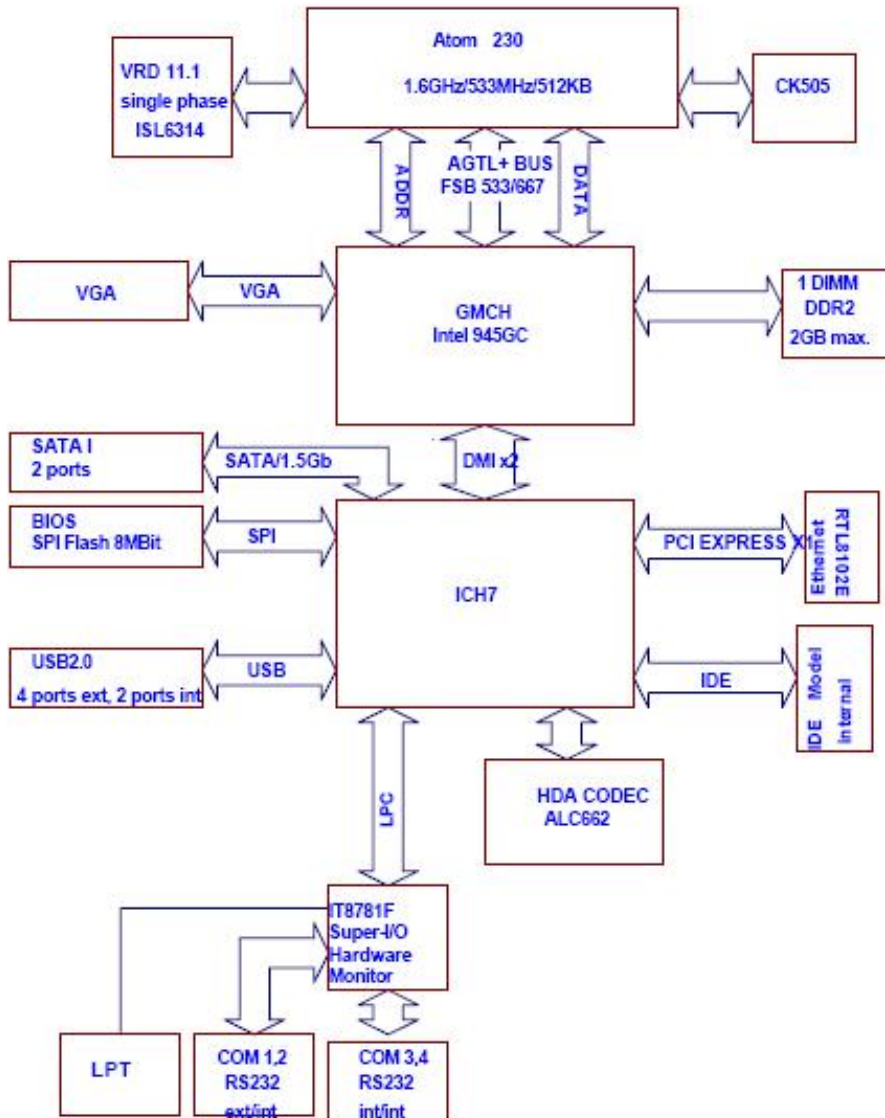 Atom 230
1.6GHz/533MHz/512KB
VRD 11.1
single phase
ISL6314
CK505
ADDR
AGTL+ BUS
FSB 533/667
DATA
VGA
VGA
GMCH
Intel 945GC
1 DIMM
DDR2
2GB max.
SATA I
2 ports
SATA/1.5Gb
DMI x2
BIOS
SPI Flash 8MBit
SPI
ICH7
PCI EXPRESS X1
RTL8102E
Ethernet
USB2.0
4 ports ext, 2 ports int
USB
IDE
IDE Model
internal
HDA CODEC
ALC662
LPC
IT8781F
Super-I/O
Hardware
Monitor
LPT
COM 1,2
RS232
ext/int
COM 3,4
RS232
int/int